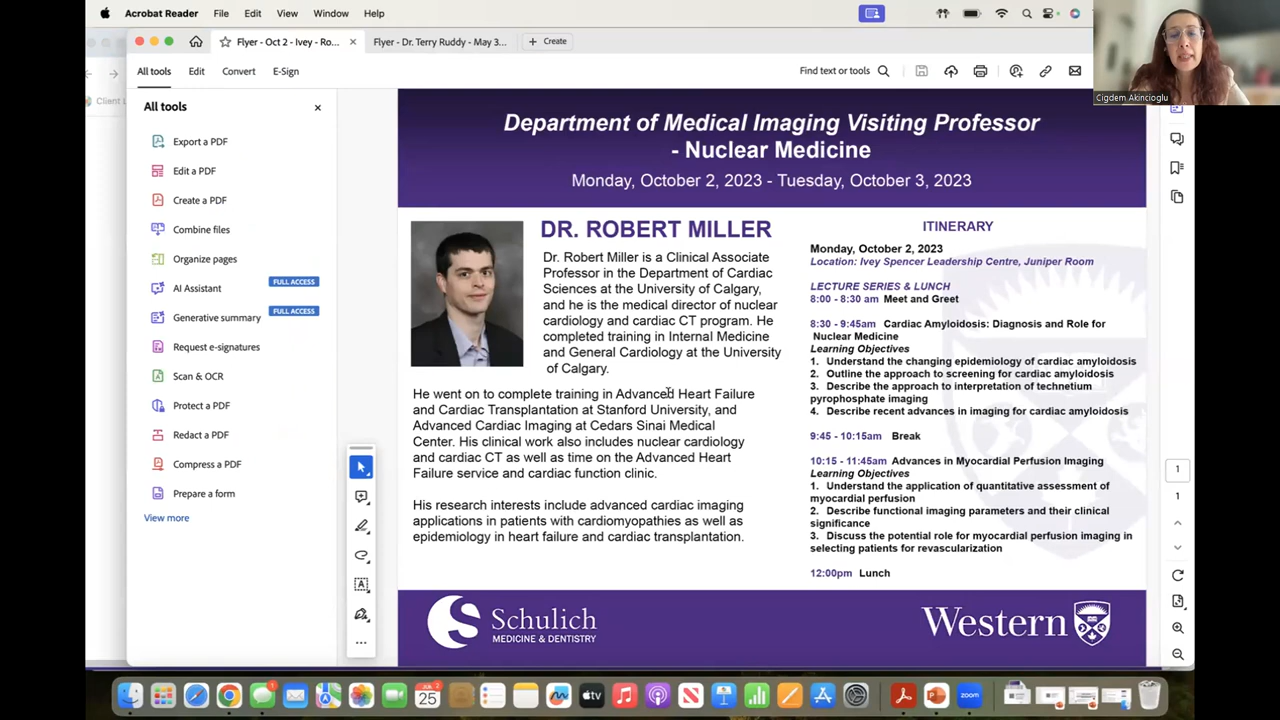 Acrobat Reader File Edit View Window Help
Flyer - Oct 2 - Ivey - Ro...
Flyer - Dr. Terry Ruddy - May 3...
+ Create
All tools Edit Convert E-Sign
Find text or tools
Client
Cigdem Akincioglu
All tools
Export a PDF
Edit a PDF
Create a PDF
Combine files
Organize pages
AI Assistant FULL ACCESS
Generative summary FULL ACCESS
Request e-signatures
Scan & OCR
Protect a PDF
Redact a PDF
Compress a PDF
Prepare a form
View more
Department of Medical Imaging Visiting Professor
- Nuclear Medicine
Monday, October 2, 2023 - Tuesday, October 3, 2023
DR. ROBERT MILLER
Dr. Robert Miller is a Clinical Associate
Professor in the Department of Cardiac
Sciences at the University of Calgary,
and he is the medical director of nuclear
cardiology and cardiac CT program. He
completed training in Internal Medicine
and General Cardiology at the University
of Calgary.
He went on to complete training in Advanced Heart Failure
and Cardiac Transplantation at Stanford University, and
Advanced Cardiac Imaging at Cedars Sinai Medical
Center. His clinical work also includes nuclear cardiology
and cardiac CT as well as time on the Advanced Heart
Failure service and cardiac function clinic.
His research interests include advanced cardiac imaging
applications in patients with cardiomyopathies as well as
epidemiology in heart failure and cardiac transplantation.
ITINERARY
Monday, October 2, 2023
Location: Ivey Spencer Leadership Centre, Juniper Room
LECTURE SERIES & LUNCH
8:00 - 8:30 am Meet and Greet
8:30 - 9:45am Cardiac Amyloidosis: Diagnosis and Role for
Nuclear Medicine
Learning Objectives
1. Understand the changing epidemiology of cardiac amyloidosis
2. Outline the approach to screening for cardiac amyloidosis
3. Describe the approach to interpretation of technetium
pyrophosphate imaging
4. Describe recent advances in imaging for cardiac amyloidosis
9:45 - 10:15am Break
10:15 - 11:45am Advances in Myocardial Perfusion Imaging
Learning Objectives
1. Understand the application of quantitative assessment of
myocardial perfusion
2. Describe functional imaging parameters and their clinical
significance
3. Discuss the potential role for myocardial perfusion imaging in
selecting patients for revascularization
12:00pm Lunch
1
1
Schulich
MEDICINE & DENTISTRY
Western
25
1
tv
zoom